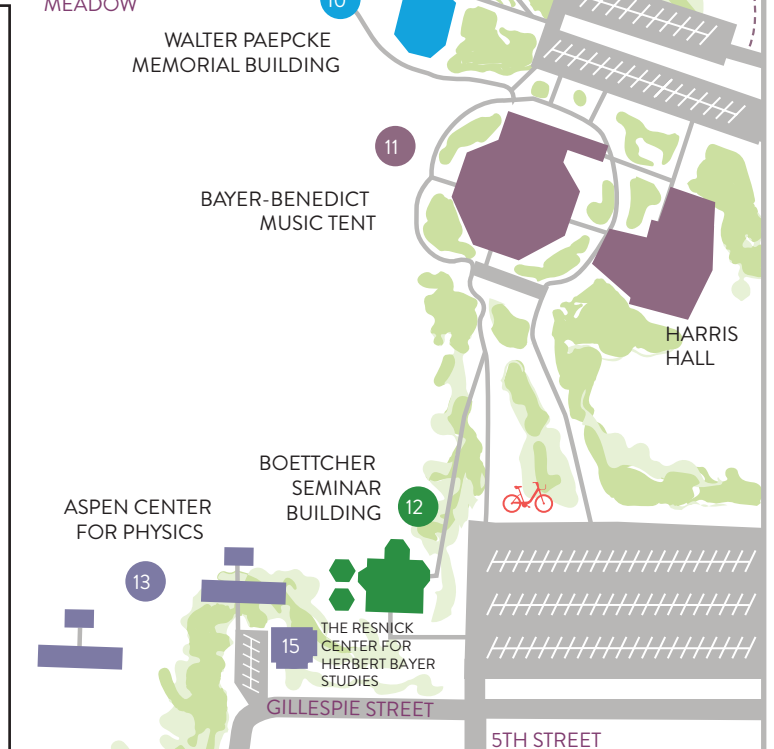 MEADOW
10
WALTER PAEPCKE
MEMORIAL BUILDING
11
BAYER-BENEDICT
MUSIC TENT
HARRIS
HALL
BOETTCHER
SEMINAR
BUILDING
12
ASPEN CENTER
FOR PHYSICS
13
15
THE RESNICK
CENTER FOR
HERBERT BAYER
STUDIES
GILLESPIE STREET
5TH STREET